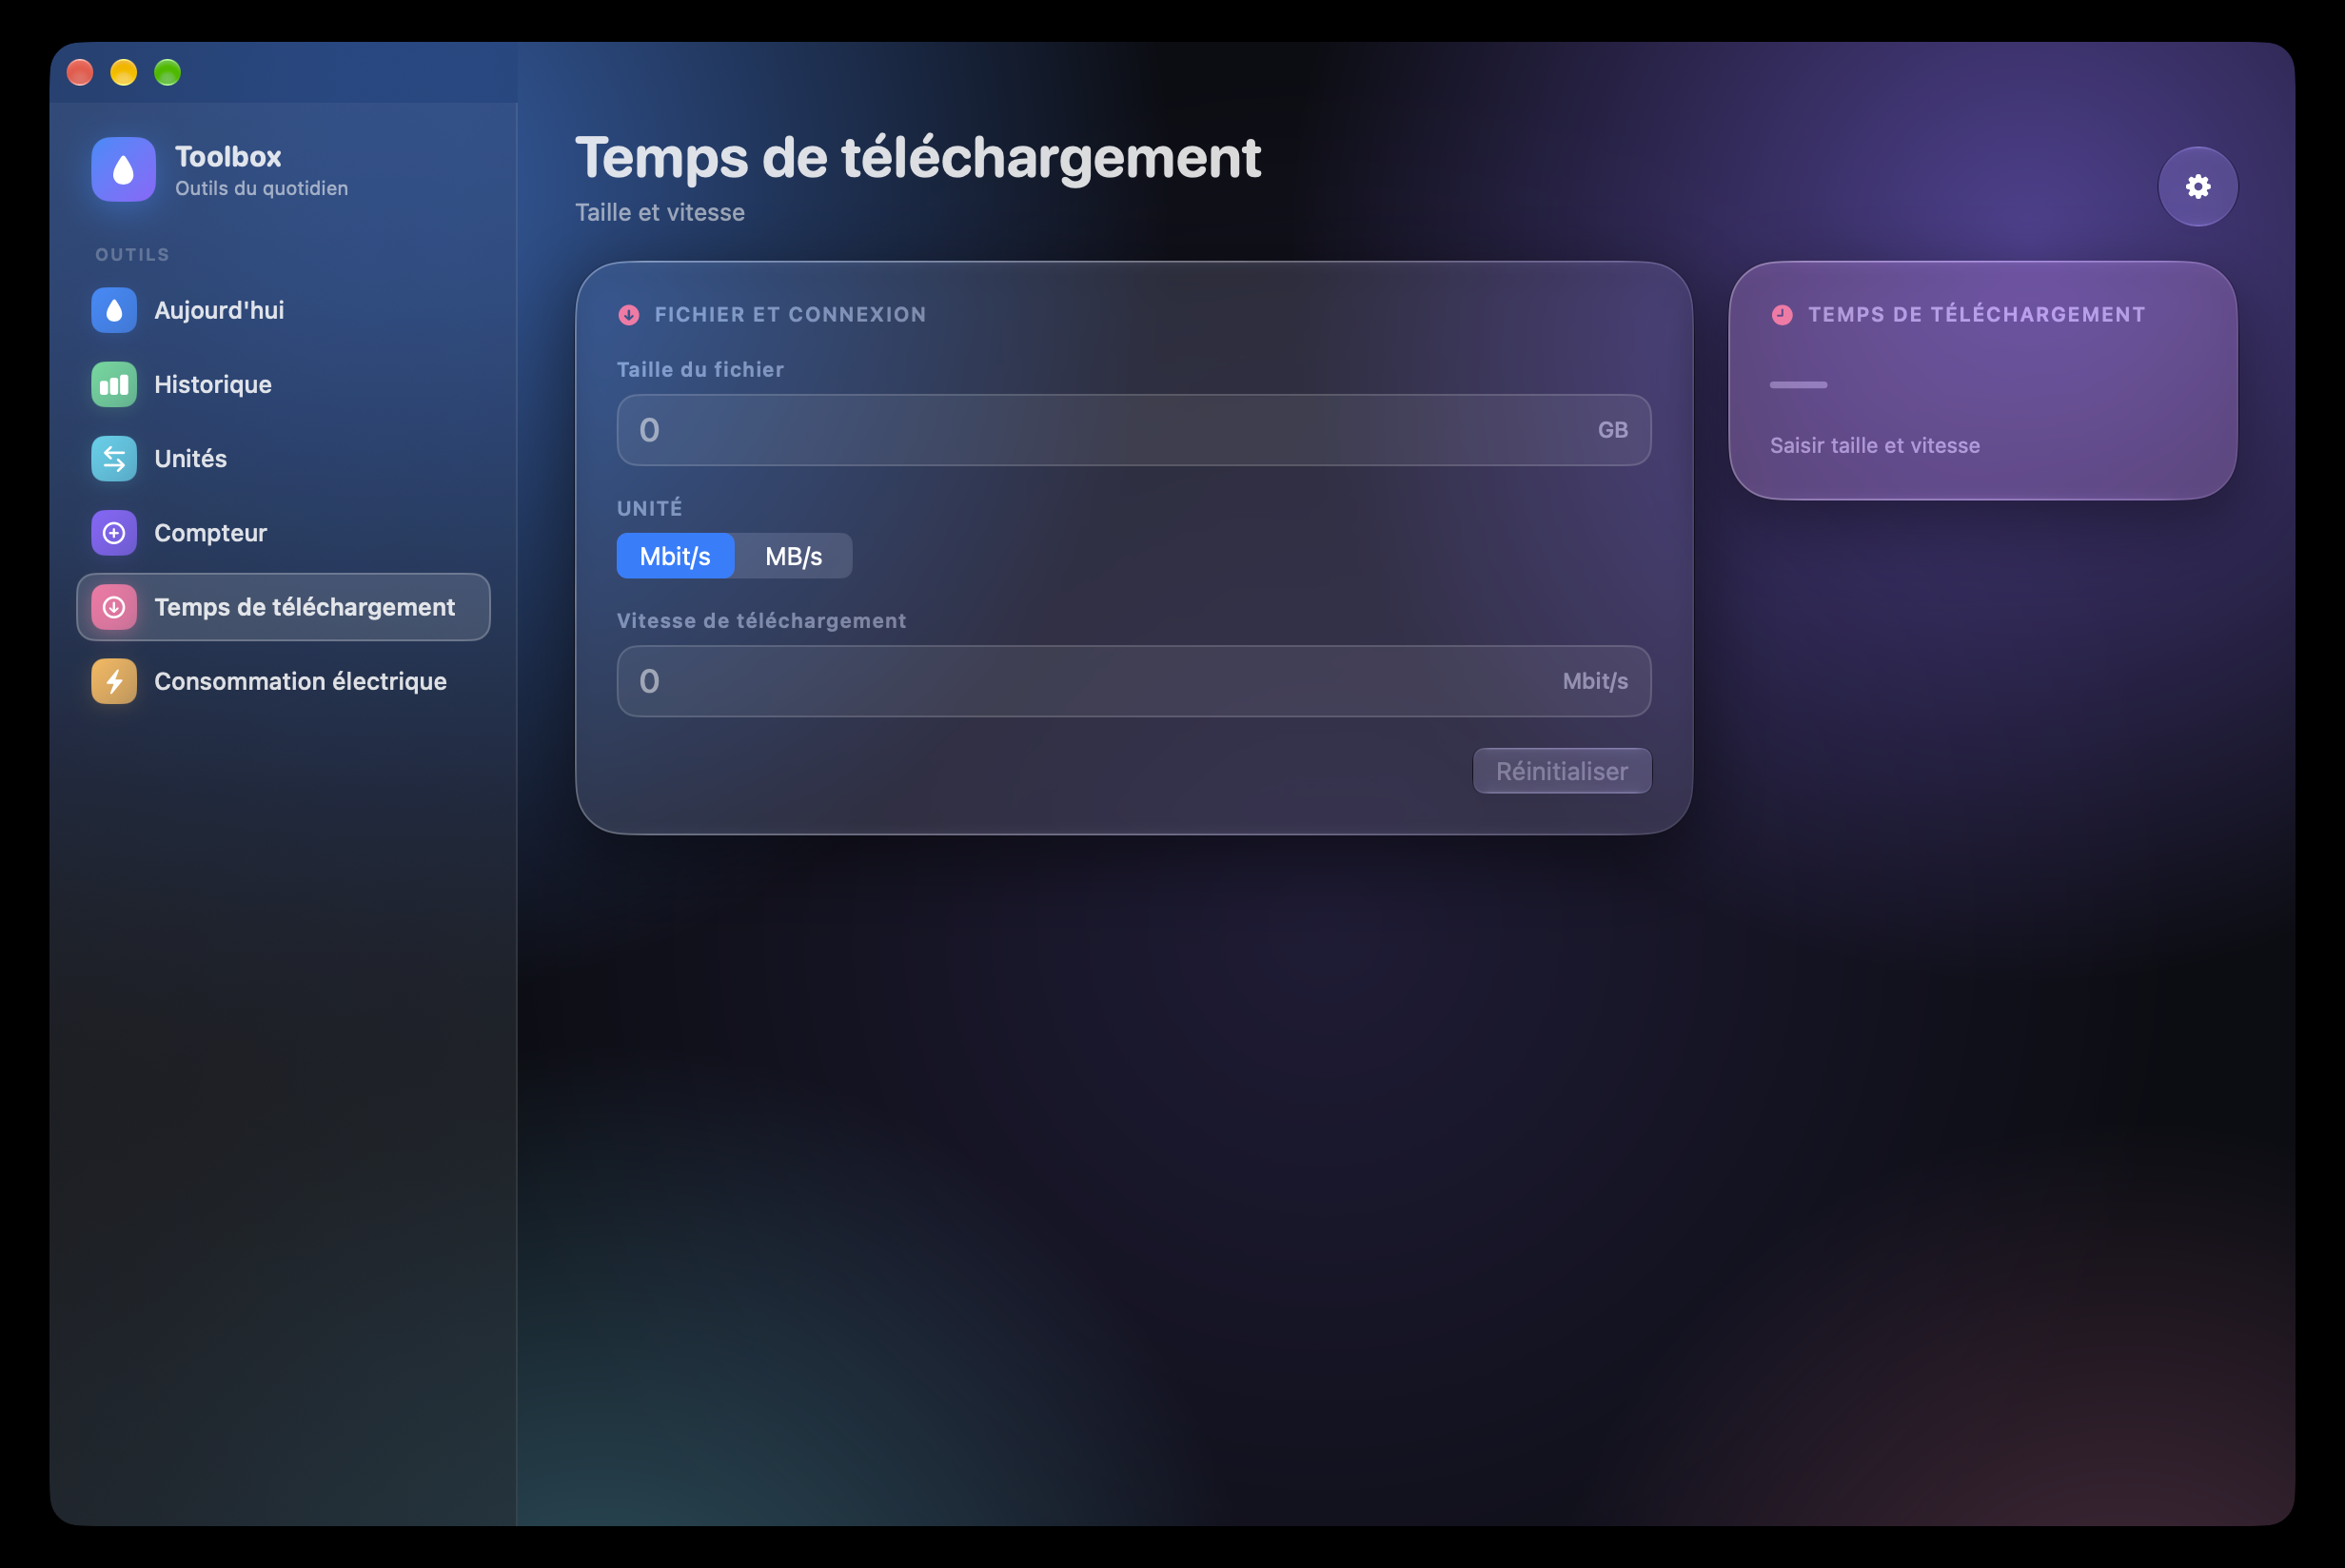 Toolbox
Outils du quotidien
OUTILS
Aujourd'hui
Historique
Unités
Compteur
Temps de téléchargement
Consommation électrique
Temps de téléchargement
Taille et vitesse
FICHIER ET CONNEXION
Taille du fichier
0 GB
UNITÉ
Mbit/s MB/s
Vitesse de téléchargement
0 Mbit/s
Réinitialiser
TEMPS DE TÉLÉCHARGEMENT
—
Saisir taille et vitesse